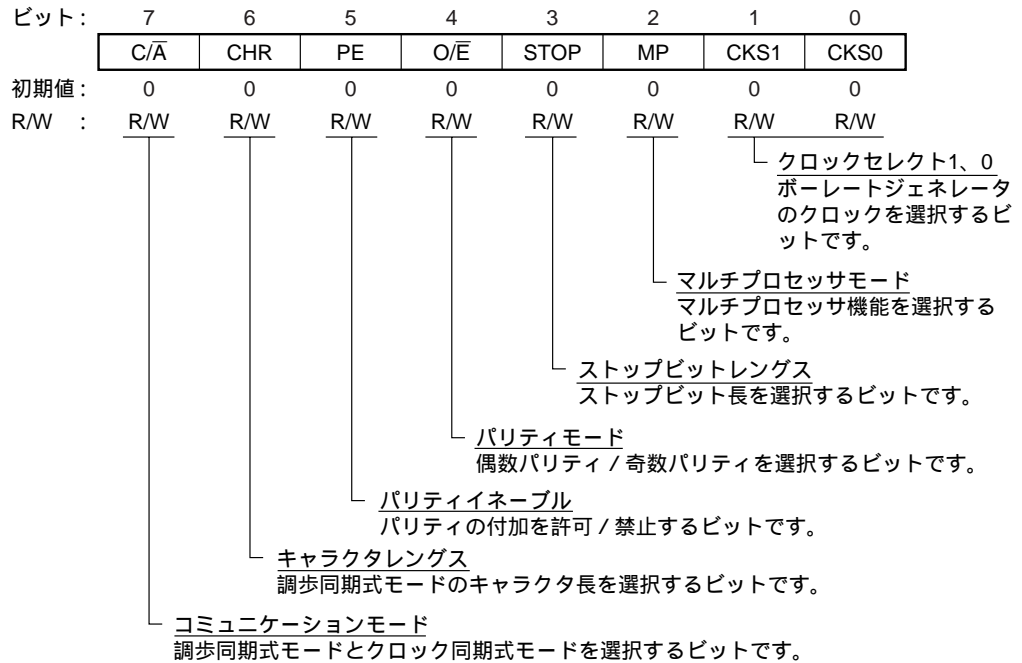 ビット： 7 6 5 4 3 2 1 0
C/A̅ CHR PE O/E̅ STOP MP CKS1 CKS0
初期値： 0 0 0 0 0 0 0 0
R/W ： R/W R/W R/W R/W R/W R/W R/W R/W
クロックセレクト1、0
ボーレートジェネレータ
のクロックを選択するビ
ットです。
マルチプロセッサモード
マルチプロセッサ機能を選択する
ビットです。
ストップビットレングス
ストップビット長を選択するビットです。
パリティモード
偶数パリティ / 奇数パリティを選択するビットです。
パリティイネーブル
パリティの付加を許可 / 禁止するビットです。
キャラクタレングス
調歩同期式モードのキャラクタ長を選択するビットです。
コミュニケーションモード
調歩同期式モードとクロック同期式モードを選択するビットです。